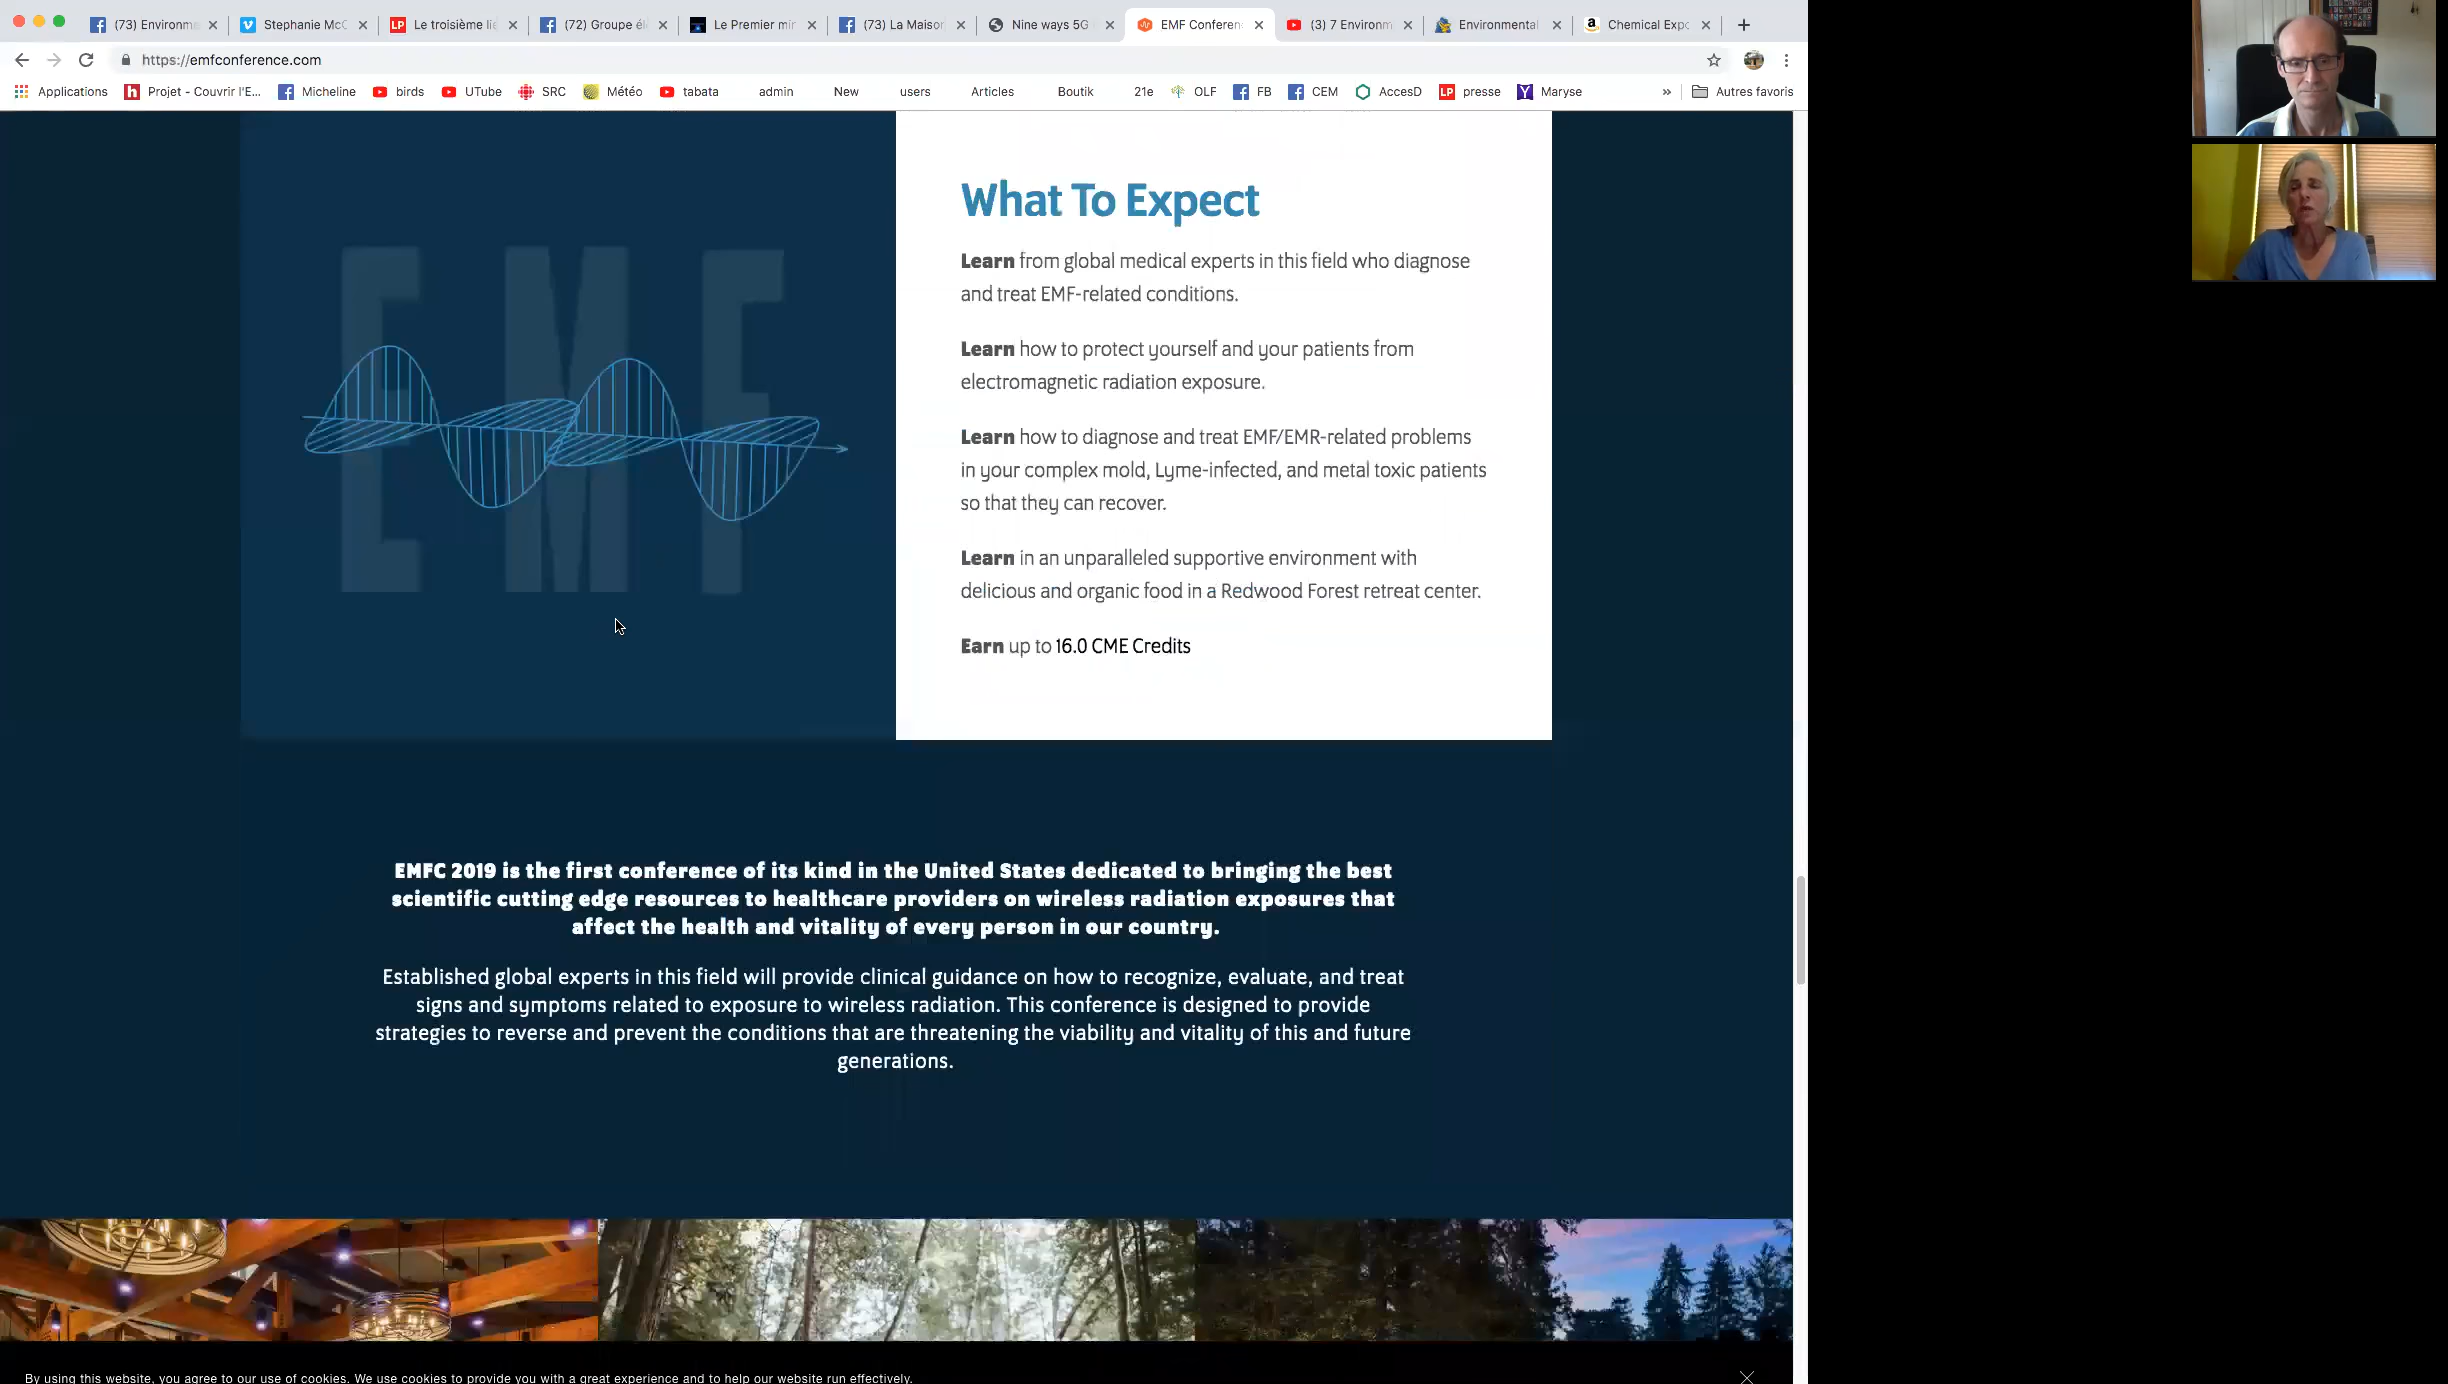 (73) Environm
Stephanie McC
Le troisième lie
(72) Groupe éle
Le Premier mir
(73) La Maison
Nine ways 5G
EMF Conferen
(3) 7 Environm
Environmental
Chemical Expo
https://emfconference.com
Applications
Projet - Couvrir l'E...
Micheline
birds
UTube
SRC
Météo
tabata
admin
New
users
Articles
Boutik
21e
OLF
FB
CEM
AccesD
presse
Maryse
»
Autres favoris
EMF
What To Expect
Learn from global medical experts in this field who diagnose
and treat EMF-related conditions.
Learn how to protect yourself and your patients from
electromagnetic radiation exposure.
Learn how to diagnose and treat EMF/EMR-related problems
in your complex mold, Lyme-infected, and metal toxic patients
so that they can recover.
Learn in an unparalleled supportive environment with
delicious and organic food in a Redwood Forest retreat center.
Earn up to 16.0 CME Credits
EMFC 2019 is the first conference of its kind in the United States dedicated to bringing the best
scientific cutting edge resources to healthcare providers on wireless radiation exposures that
affect the health and vitality of every person in our country.
Established global experts in this field will provide clinical guidance on how to recognize, evaluate, and treat
signs and symptoms related to exposure to wireless radiation. This conference is designed to provide
strategies to reverse and prevent the conditions that are threatening the viability and vitality of this and future
generations.
By using this website, you agree to our use of cookies. We use cookies to provide you with a great experience and to help our website run effectively.